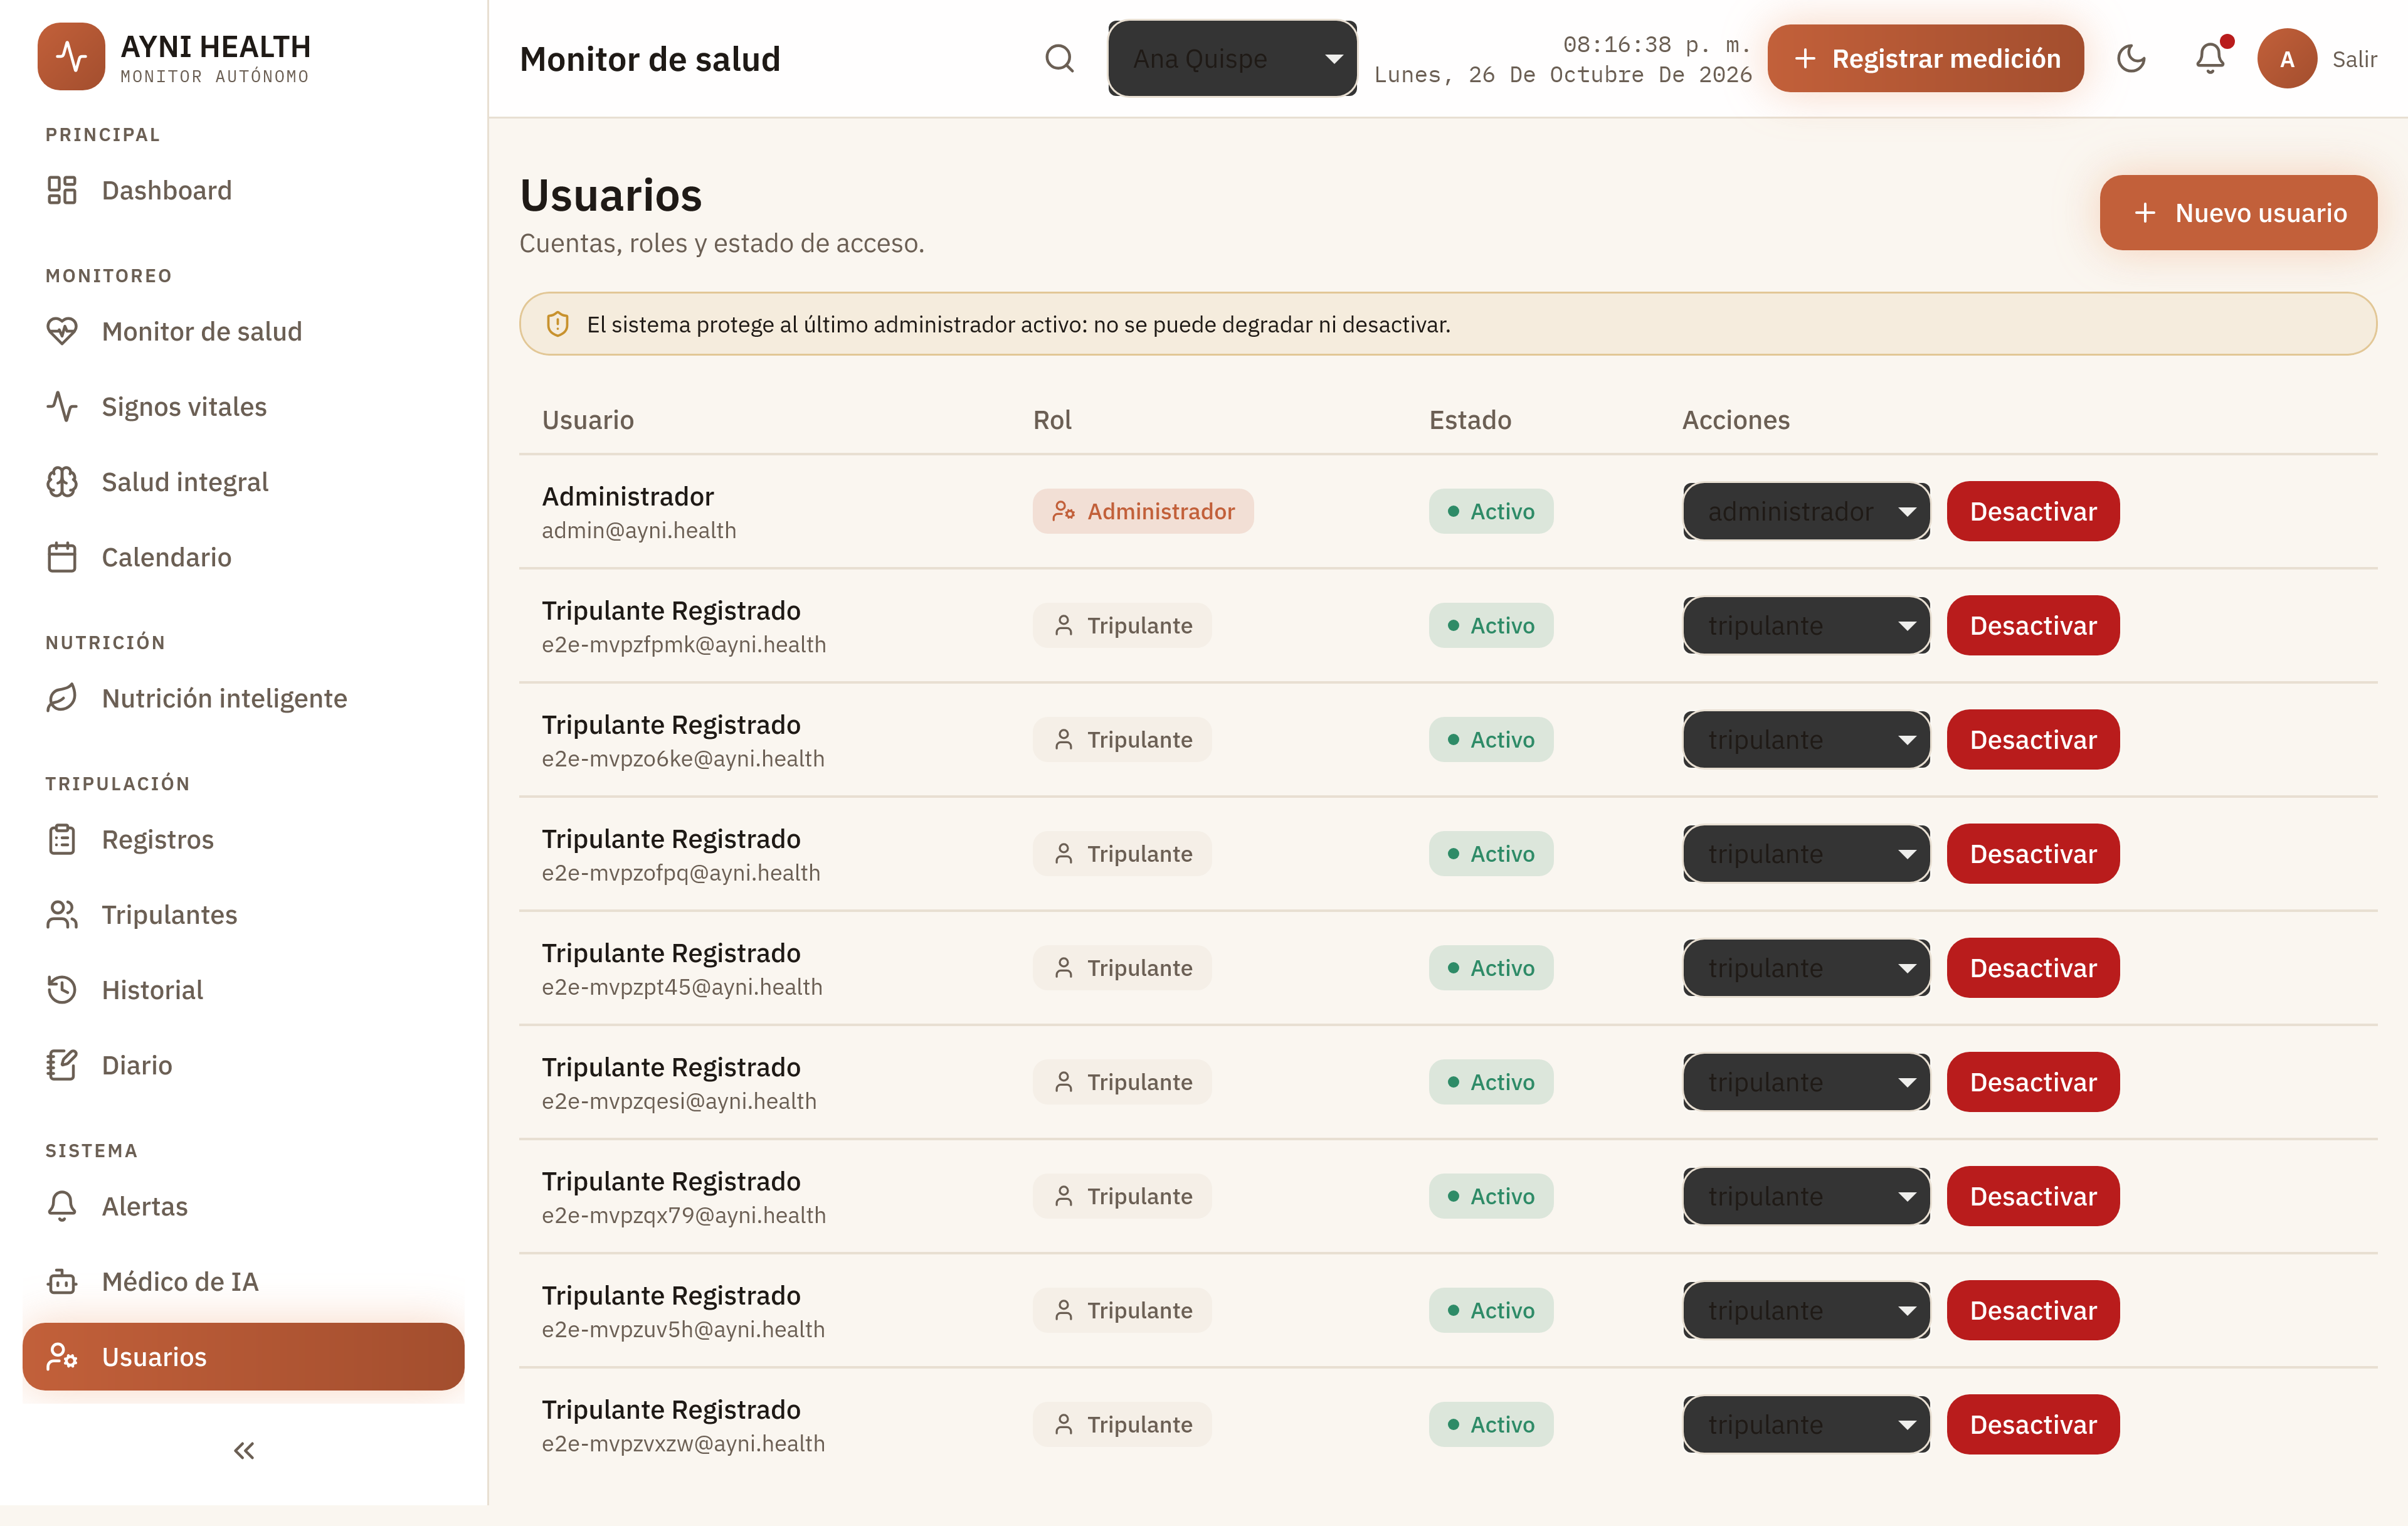 AYNI HEALTH
MONITOR AUTÓNOMO
PRINCIPAL
Dashboard
MONITOREO
Monitor de salud
Signos vitales
Salud integral
Calendario
NUTRICIÓN
Nutrición inteligente
TRIPULACIÓN
Registros
Tripulantes
Historial
Diario
SISTEMA
Alertas
Médico de IA
Usuarios
Monitor de salud
Ana Quispe
08:16:38 p. m.
Lunes, 26 De Octubre De 2026
Registrar medición
A
Salir
Usuarios
Cuentas, roles y estado de acceso.
Nuevo usuario
El sistema protege al último administrador activo: no se puede degradar ni desactivar.
Usuario Rol Estado Acciones
Administrador
admin@ayni.health
Administrador Activo administrador Desactivar
Tripulante Registrado
e2e-mvpzfpmk@ayni.health
Tripulante Activo tripulante Desactivar
Tripulante Registrado
e2e-mvpzo6ke@ayni.health
Tripulante Activo tripulante Desactivar
Tripulante Registrado
e2e-mvpzofpq@ayni.health
Tripulante Activo tripulante Desactivar
Tripulante Registrado
e2e-mvpzpt45@ayni.health
Tripulante Activo tripulante Desactivar
Tripulante Registrado
e2e-mvpzqesi@ayni.health
Tripulante Activo tripulante Desactivar
Tripulante Registrado
e2e-mvpzqx79@ayni.health
Tripulante Activo tripulante Desactivar
Tripulante Registrado
e2e-mvpzuv5h@ayni.health
Tripulante Activo tripulante Desactivar
Tripulante Registrado
e2e-mvpzvxzw@ayni.health
Tripulante Activo tripulante Desactivar